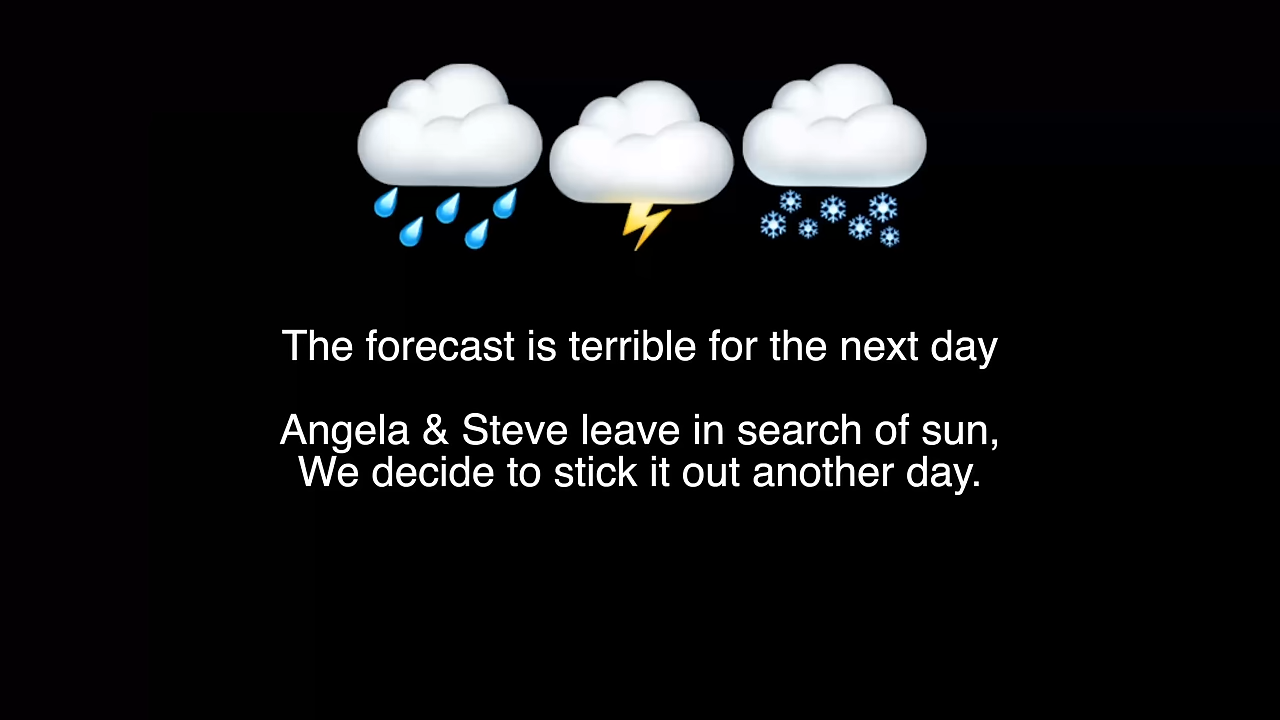 The forecast is terrible for the next day
Angela & Steve leave in search of sun,
We decide to stick it out another day.